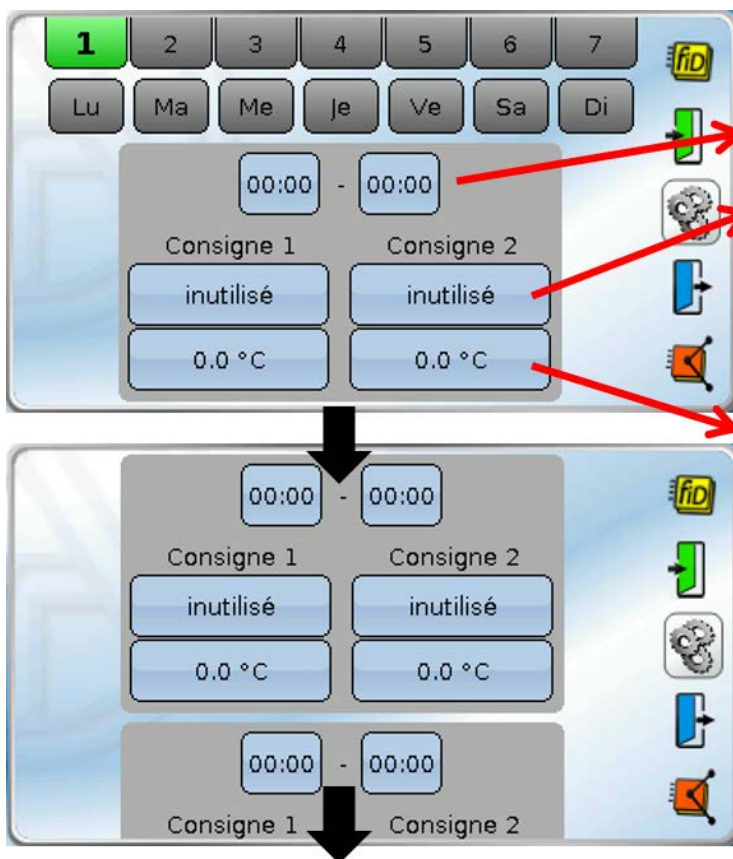 1 2 3 4 5 6 7
fiD
Lu Ma Me Je Ve Sa Di
00:00 - 00:00
Consigne 1 Consigne 2
inutilisé inutilisé
0.0 °C 0.0 °C
00:00 - 00:00
fiD
Consigne 1 Consigne 2
inutilisé inutilisé
0.0 °C 0.0 °C
00:00 - 00:00
Consigne 1 Consigne 2